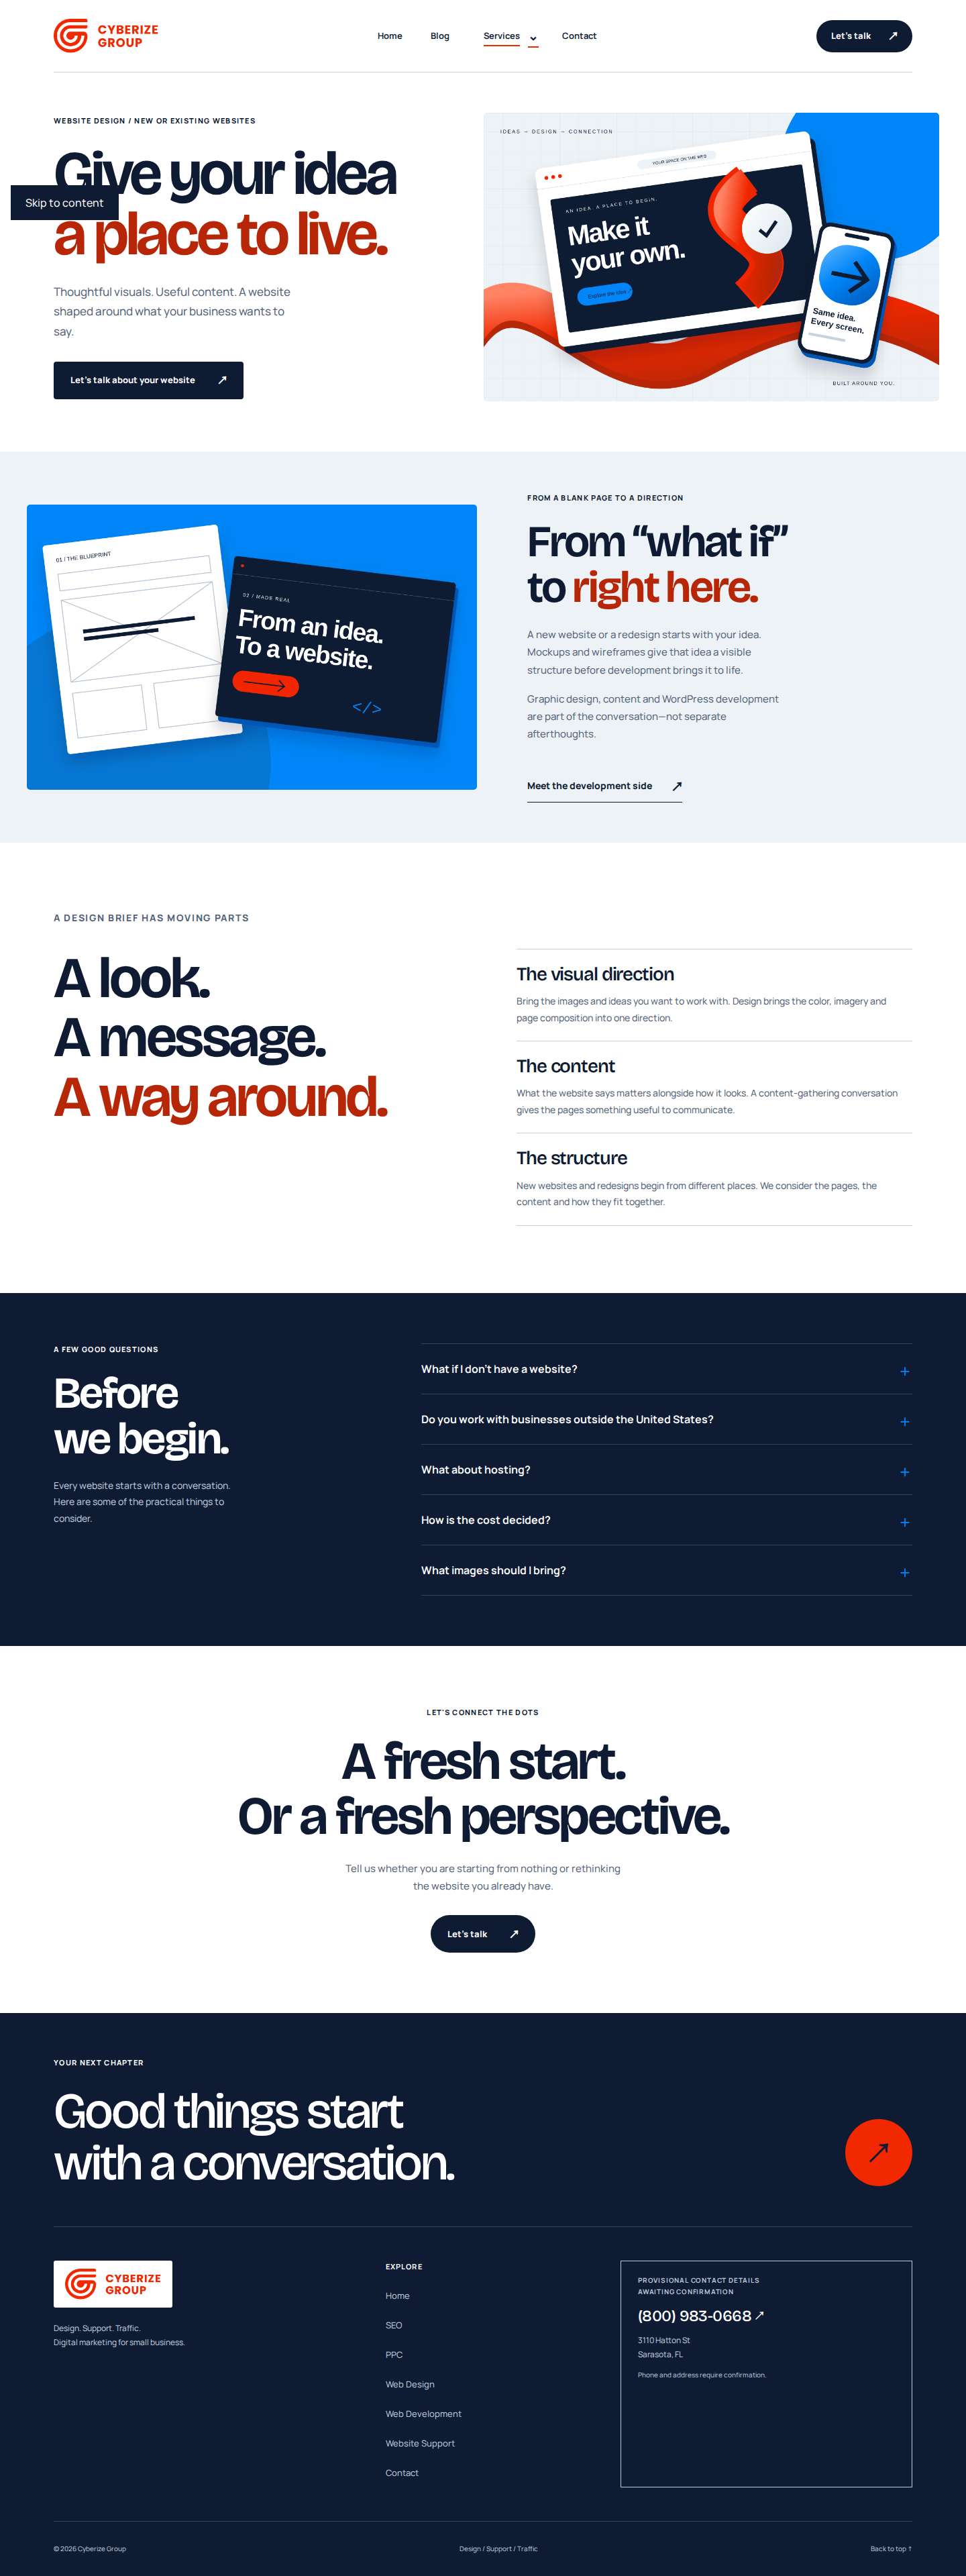 CYBERIZE
GROUP
Home
Blog
Services
Contact
Let's talk
WEBSITE DESIGN / NEW OR EXISTING WEBSITES
Give your idea
a place to live.
Skip to content
Thoughtful visuals. Useful content. A website
shaped around what your business wants to
say.
Let's talk about your website
IDEAS — DESIGN — CONNECTION
YOUR SPACE ON THE WEB
AN IDEA. A PLACE TO BEGIN.
Make it
your own.
Explore the idea
Same idea.
Every screen.
BUILT AROUND YOU.
01 / THE BLUEPRINT
02 / MADE REAL
From an idea.
To a website.
</>
FROM A BLANK PAGE TO A DIRECTION
From “what if”
to right here.
A new website or a redesign starts with your idea.
Mockups and wireframes give that idea a visible
structure before development brings it to life.
Graphic design, content and WordPress development
are part of the conversation—not separate
afterthoughts.
Meet the development side
A DESIGN BRIEF HAS MOVING PARTS
A look.
A message.
A way around.
The visual direction
Bring the images and ideas you want to work with. Design brings the color, imagery and
page composition into one direction.
The content
What the website says matters alongside how it looks. A content-gathering conversation
gives the pages something useful to communicate.
The structure
New websites and redesigns begin from different places. We consider the pages, the
content and how they fit together.
A FEW GOOD QUESTIONS
Before
we begin.
Every website starts with a conversation.
Here are some of the practical things to
consider.
What if I don't have a website?
Do you work with businesses outside the United States?
What about hosting?
How is the cost decided?
What images should I bring?
LET'S CONNECT THE DOTS
A fresh start.
Or a fresh perspective.
Tell us whether you are starting from nothing or rethinking
the website you already have.
Let's talk
YOUR NEXT CHAPTER
Good things start
with a conversation.
CYBERIZE
GROUP
Design. Support. Traffic.
Digital marketing for small business.
EXPLORE
Home
SEO
PPC
Web Design
Web Development
Website Support
Contact
PROVISIONAL CONTACT DETAILS
AWAITING CONFIRMATION
(800) 983-0668 ↗
3110 Hatton St
Sarasota, FL
Phone and address require confirmation.
© 2026 Cyberize Group
Design / Support / Traffic
Back to top ↑